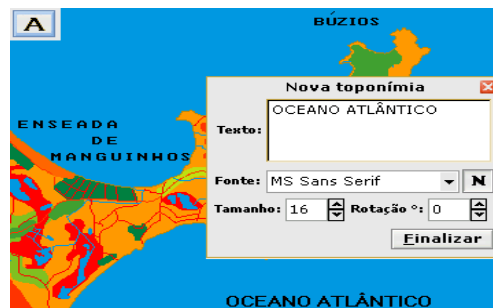 A
BÚZIOS
Nova toponímia
Texto: OCEANO ATLÂNTICO
ENSEADA
DE
MANGUINHOS
Fonte: MS Sans Serif N
Tamanho: 16 Rotação °: 0
Finalizar
OCEANO ATLÂNTICO